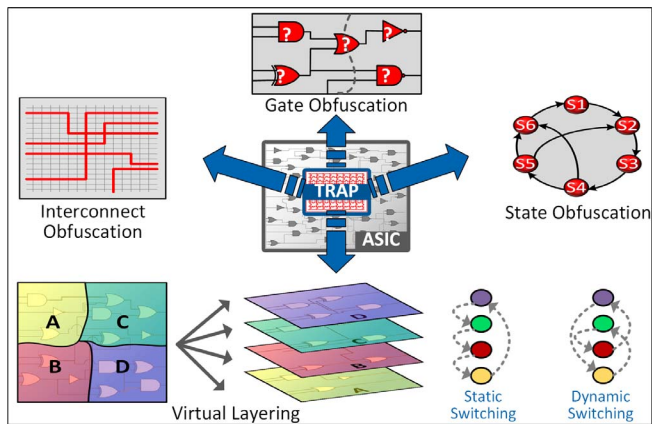 ? ? ? ? ?
Gate Obfuscation
Interconnect
Obfuscation
TRAP
ASIC
S1
S2
S3
S4
S5
S6
State Obfuscation
A
C
B
D
Virtual Layering
D
C
B
A
Static
Switching
Dynamic
Switching